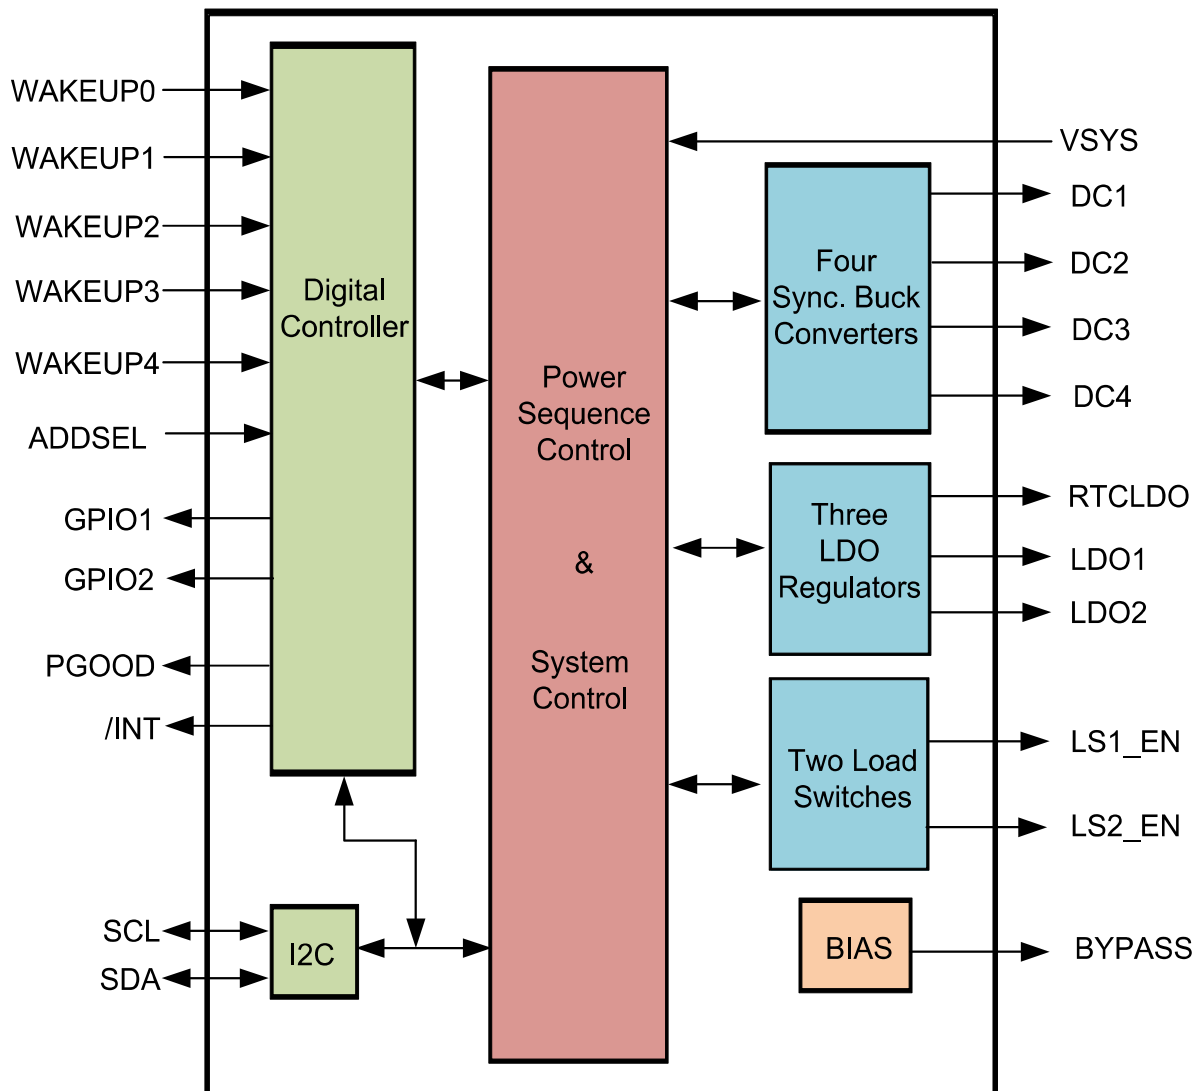 WAKEUP0
WAKEUP1
WAKEUP2
WAKEUP3
WAKEUP4
ADDSEL
GPIO1
GPIO2
PGOOD
/INT
SCL
SDA
Digital
Controller
I2C
Power
Sequence
Control
&
System
Control
Four
Sync. Buck
Converters
Three
LDO
Regulators
Two Load
Switches
BIAS
VSYS
DC1
DC2
DC3
DC4
RTCLDO
LDO1
LDO2
LS1_EN
LS2_EN
BYPASS